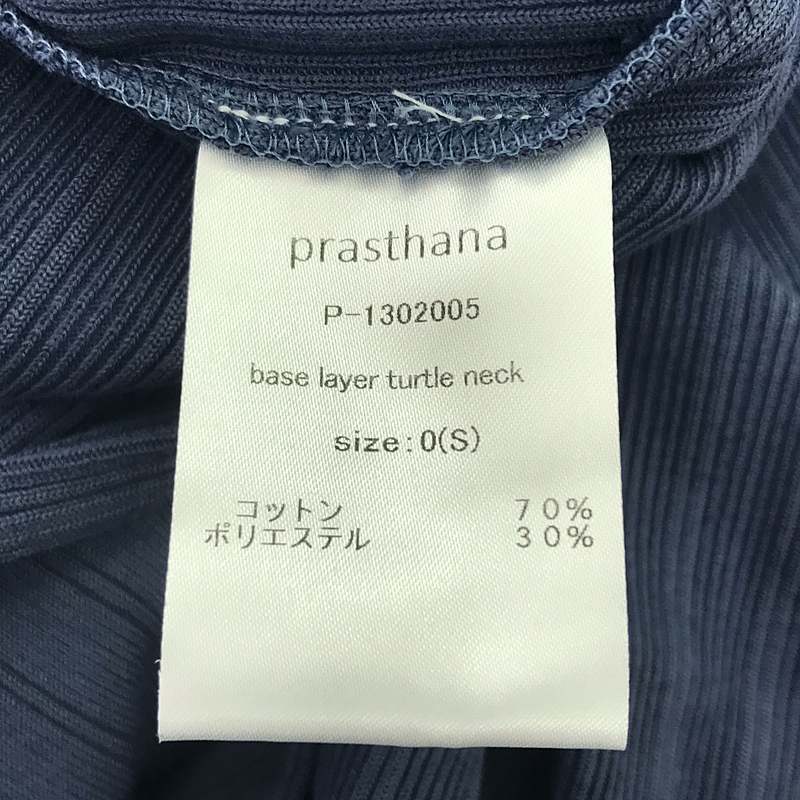 prasthana
P-1302005
base layer turtle neck
size:0(S)
コットン 70%
ポリエステル 30%